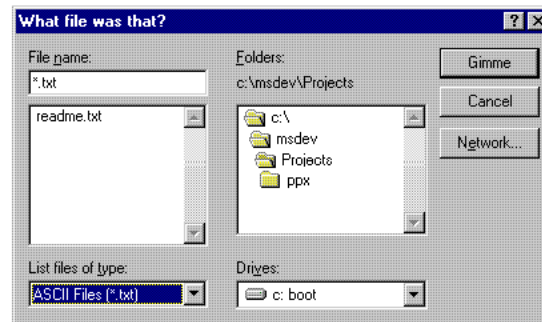 What file was that?
File name:
*.txt
readme.txt
List files of type:
ASCII Files (*.txt)
Folders:
c:\msdev\Projects
c:\
msdev
Projects
ppx
Drives:
c: boot
Gimme
Cancel
Network...